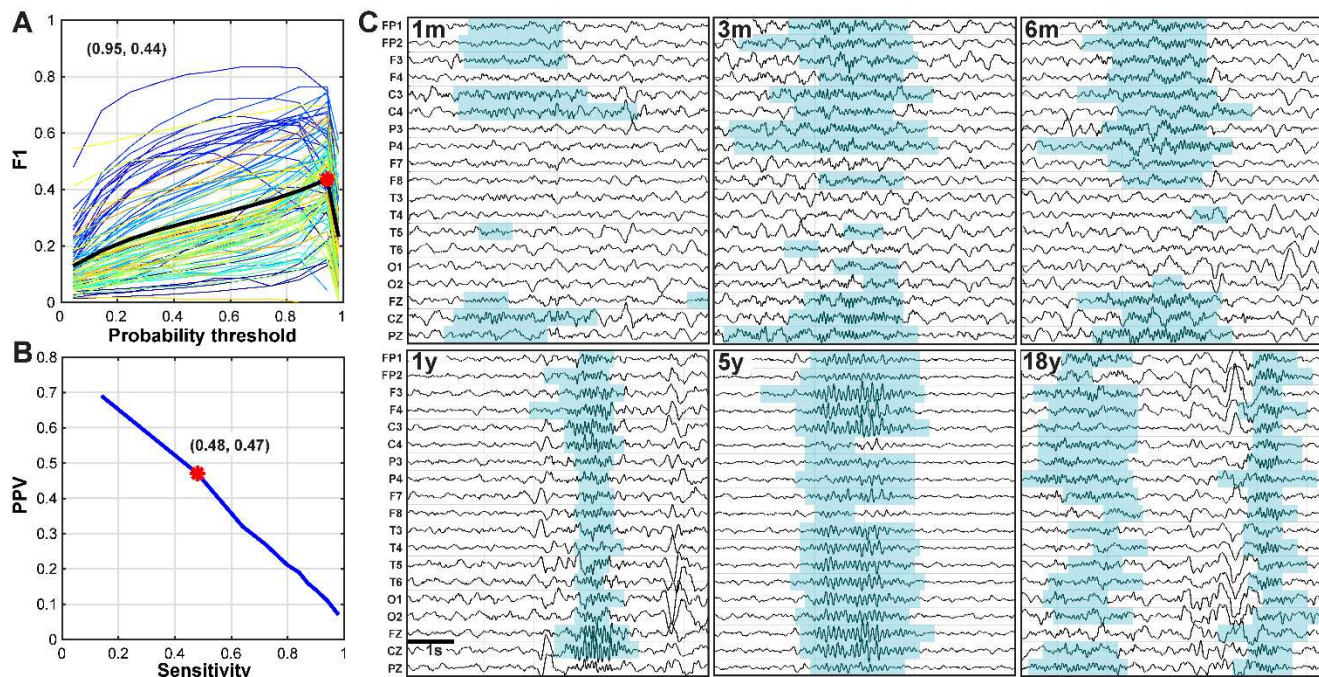 A
(0.95, 0.44)
F1
1
0.8
0.6
0.4
0.2
0
0 0.2 0.4 0.6 0.8 1
Probability threshold
B
(0.48, 0.47)
PPV
0.8
0.7
0.6
0.5
0.4
0.3
0.2
0.1
0
0 0.2 0.4 0.6 0.8 1
Sensitivity
C
1m
3m
6m
FP1
FP2
F3
F4
C3
C4
P3
P4
F7
F8
T3
T4
T5
T6
O1
O2
FZ
CZ
PZ
1y
5y
18y
FP1
FP2
F3
F4
C3
C4
P3
P4
F7
F8
T3
T4
T5
T6
O1
O2
FZ
CZ
PZ
1s